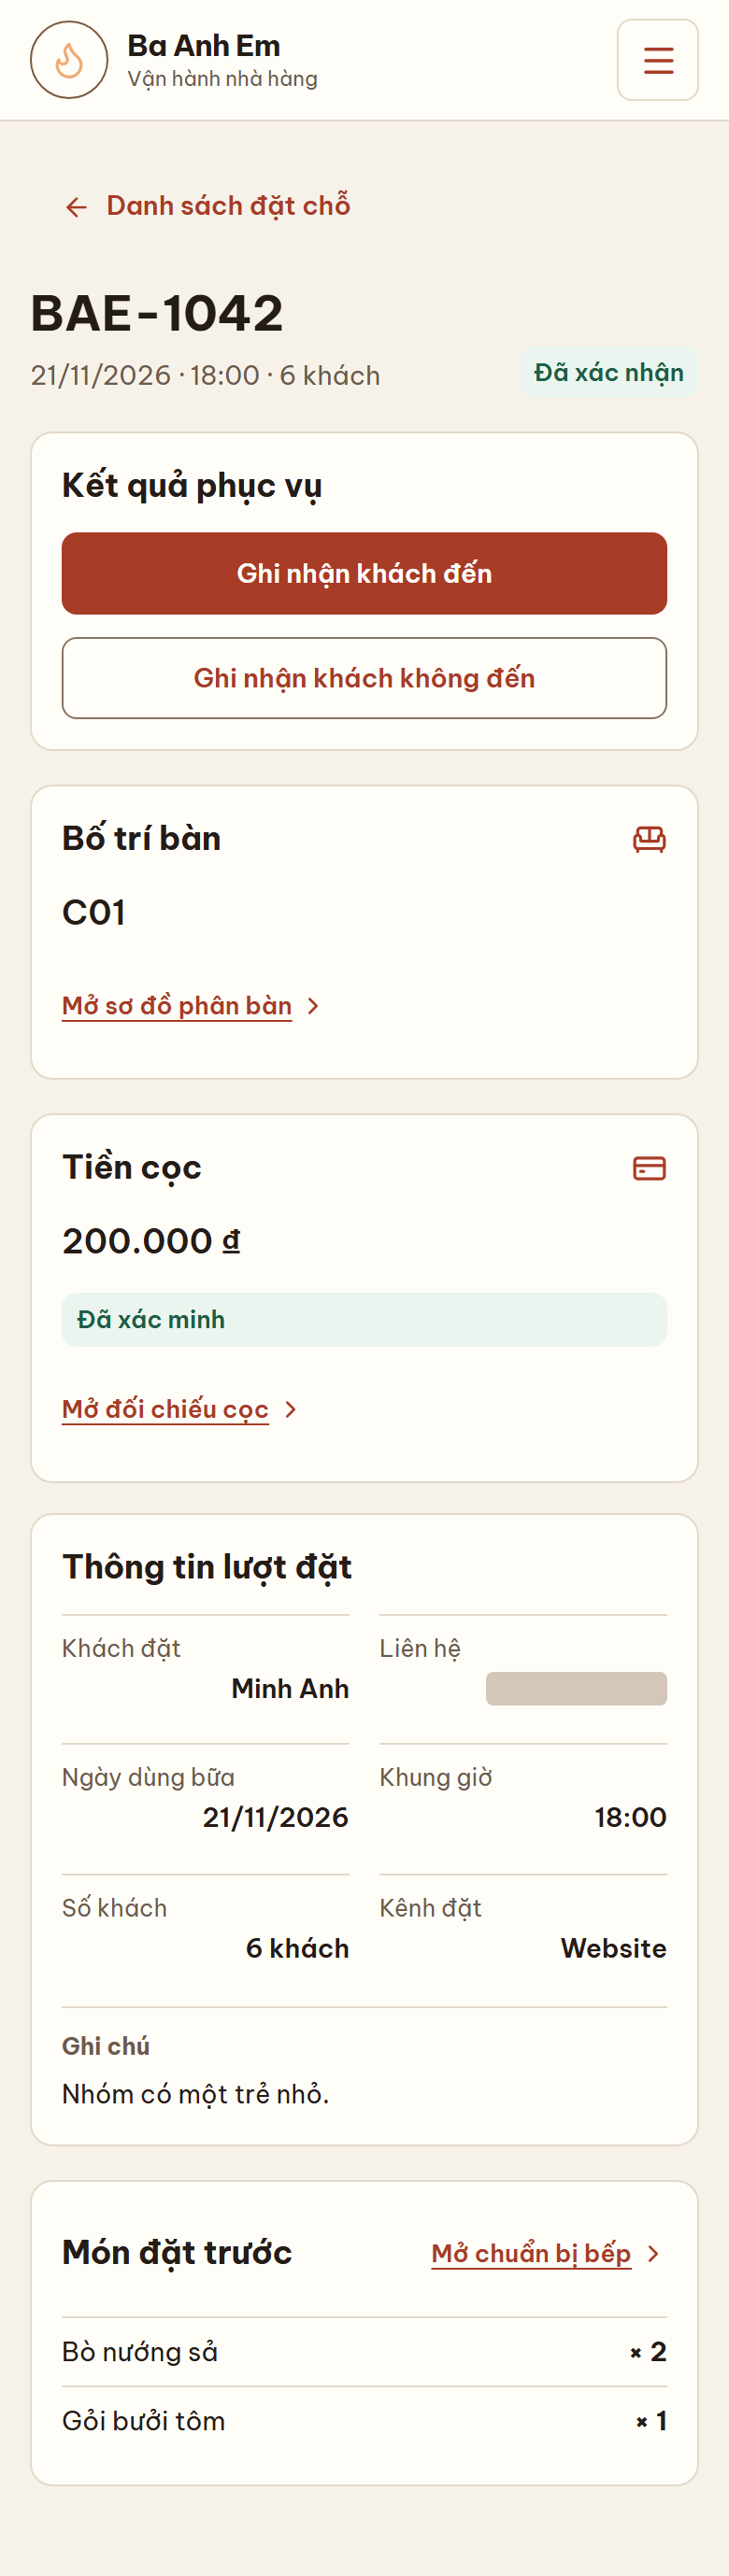 Ba Anh Em
Vận hành nhà hàng
Danh sách đặt chỗ
BAE-1042
21/11/2026 · 18:00 · 6 khách
Đã xác nhận
Kết quả phục vụ
Ghi nhận khách đến
Ghi nhận khách không đến
Bố trí bàn
C01
Mở sơ đồ phân bàn
Tiền cọc
200.000 ₫
Đã xác minh
Mở đối chiếu cọc
Thông tin lượt đặt
Khách đặt
Minh Anh
Liên hệ
Ngày dùng bữa
21/11/2026
Khung giờ
18:00
Số khách
6 khách
Kênh đặt
Website
Ghi chú
Nhóm có một trẻ nhỏ.
Món đặt trước
Mở chuẩn bị bếp
Bò nướng sả × 2
Gỏi bưởi tôm × 1